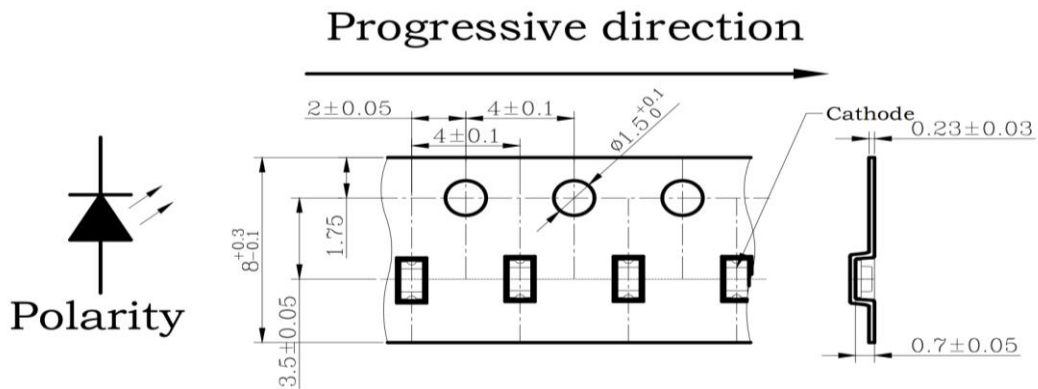 Progressive direction
2±0.05
4±0.1
4±0.1
ø1.5 +0.1 0
Cathode
0.23±0.03
1.75
8 +0.3 -0.1
3.5±0.05
Polarity
0.7±0.05